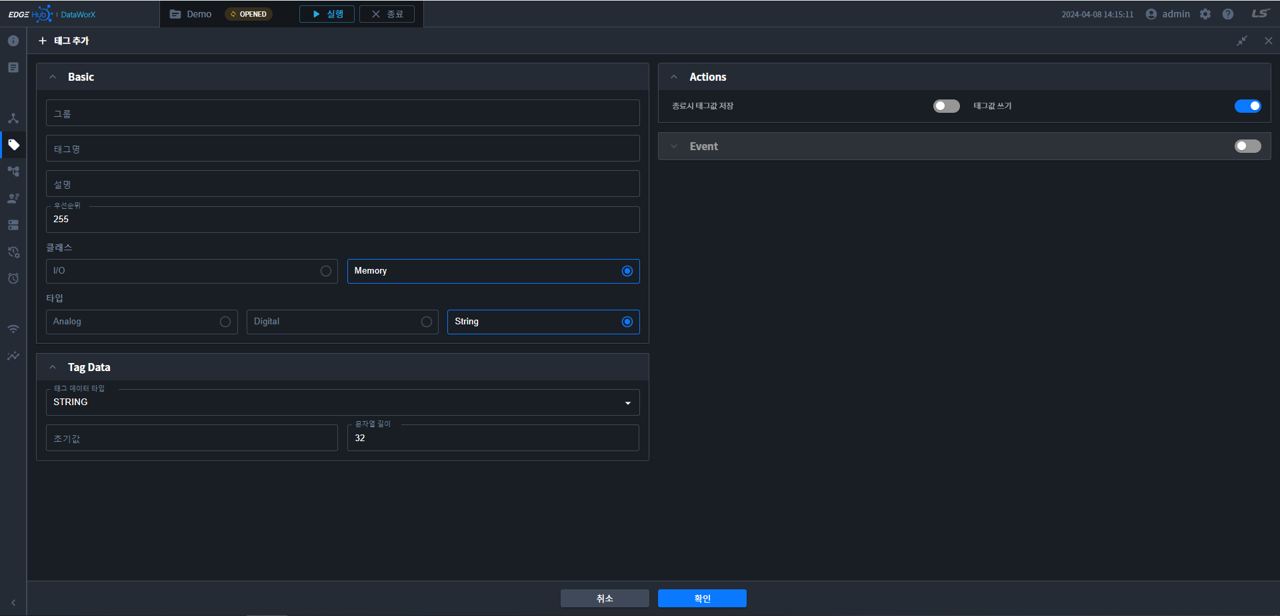 EDGE Hub | DataWorX
Demo
OPENED
실행
종료
2024-04-08 14:15:11
admin
LS
태그 추가
Basic
그룹
태그명
설명
우선순위
255
클래스
I/O
Memory
타입
Analog
Digital
String
Tag Data
태그 데이터 타입
STRING
초기값
문자열 길이
32
Actions
종료시 태그값 저장
태그값 쓰기
Event
취소
확인